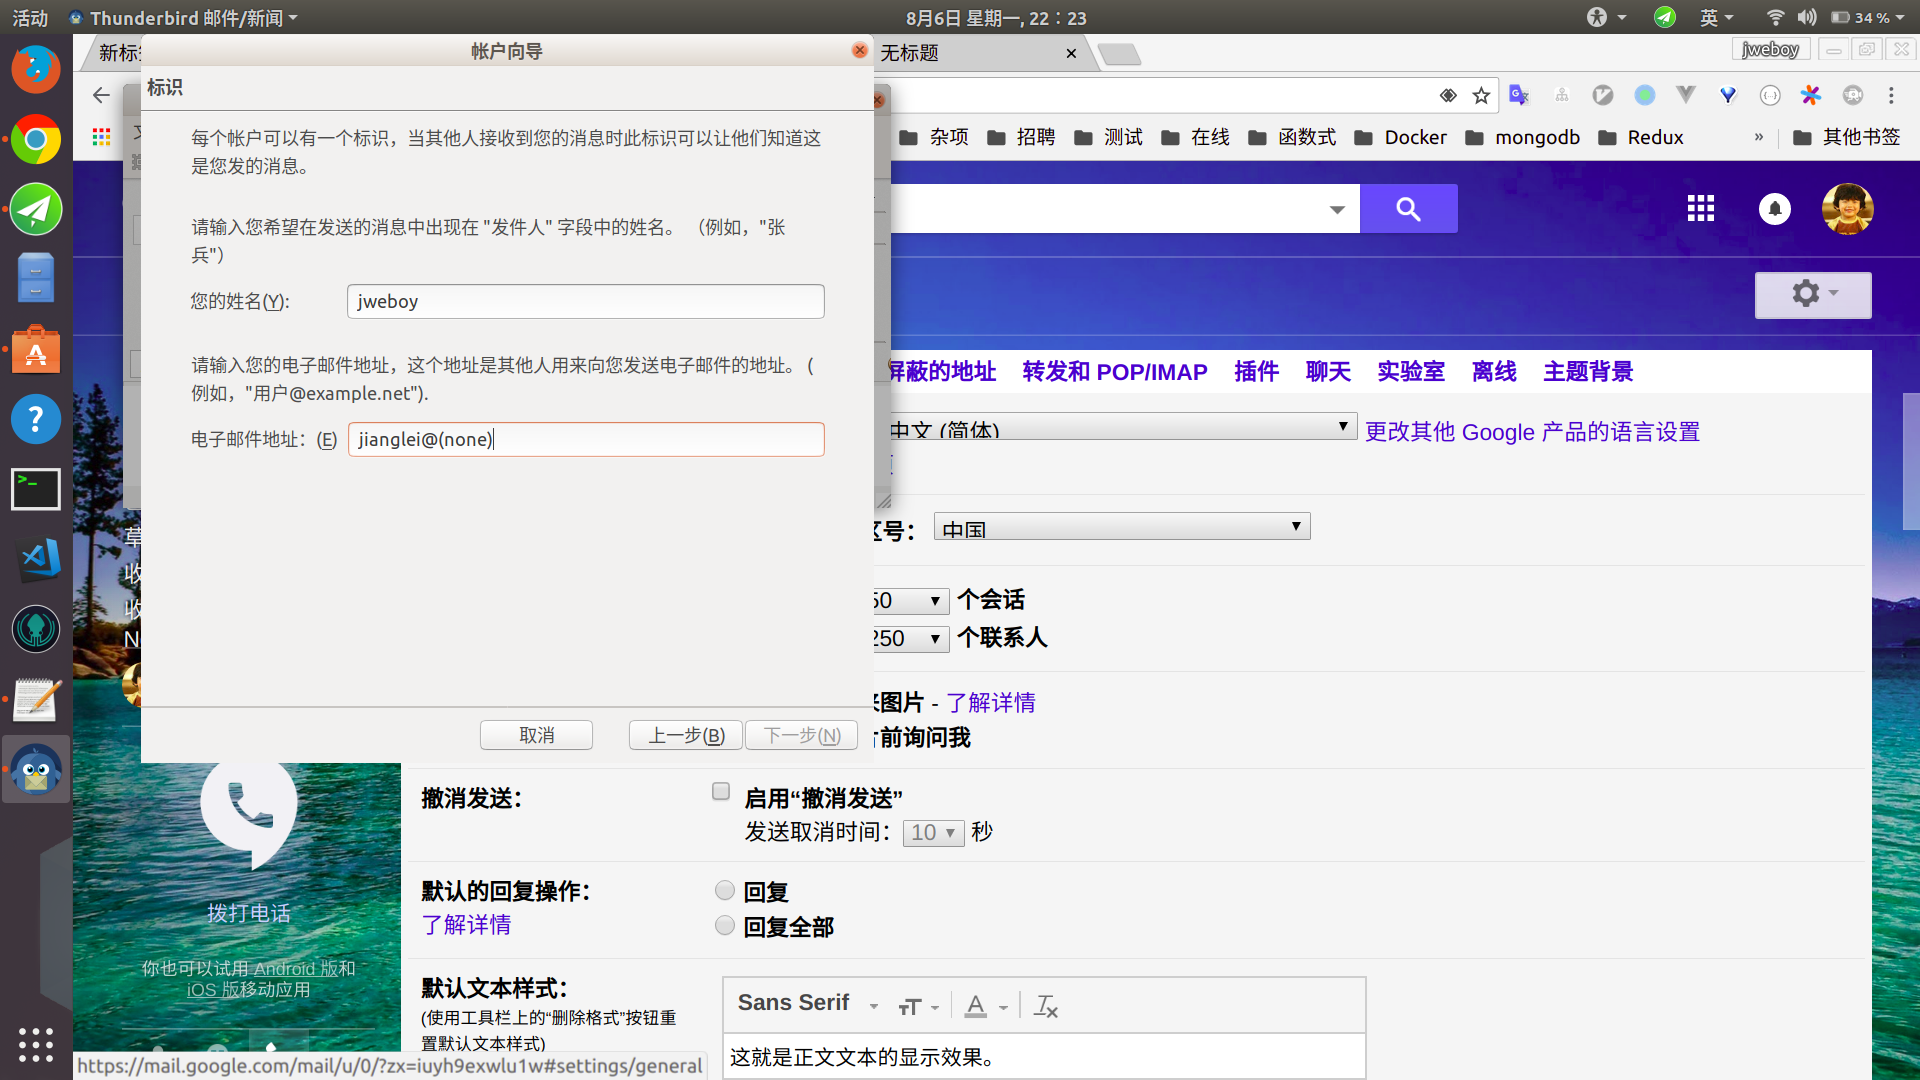 活动
Thunderbird 邮件/新闻
8月6日 星期一, 22：23
英
34 %
帐户向导
无标题
jweboy
标识
每个帐户可以有一个标识，当其他人接收到您的消息时此标识可以让他们知道这
是您发的消息。
请输入您希望在发送的消息中出现在 "发件人" 字段中的姓名。 （例如，"张
兵"）
您的姓名(Y):
jweboy
请输入您的电子邮件地址，这个地址是其他人用来向您发送电子邮件的地址。 (
例如，"用户@example.net").
电子邮件地址：(E)
jianglei@(none)
取消
上一步(B)
下一步(N)
杂项
招聘
测试
在线
函数式
Docker
mongodb
Redux
»
其他书签
屏蔽的地址
转发和 POP/IMAP
插件
聊天
实验室
离线
主题背景
中文 (简体)
更改其他 Google 产品的语言设置
区号：
中国
50
个会话
250
个联系人
来图片 - 了解详情
前询问我
撤消发送：
启用“撤消发送”
发送取消时间：
10
秒
默认的回复操作：
了解详情
回复
回复全部
默认文本样式：
(使用工具栏上的“删除格式”按钮重
置默认文本样式)
Sans Serif
这就是正文文本的显示效果。
拨打电话
你也可以试用 Android 版和
iOS 版移动应用
https://mail.google.com/mail/u/0/?zx=iuyh9exwlu1w#settings/general